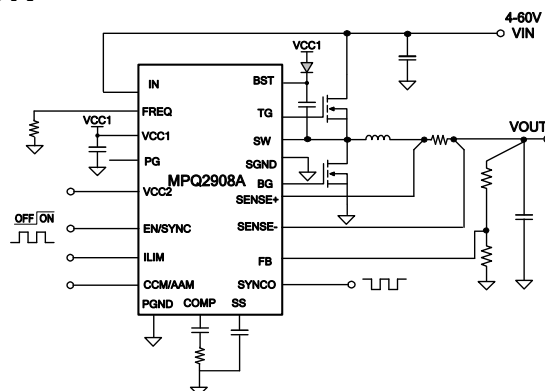 4-60V
VIN
VCC1
IN
BST
FREQ
TG
VCC1
VCC1
SW
VOUT
PG
SGND
MPQ2908A
BG
VCC2
SENSE+
OFF ON
EN/SYNC
SENSE-
ILIM
FB
CCM/AAM
SYNCO
PGND COMP SS